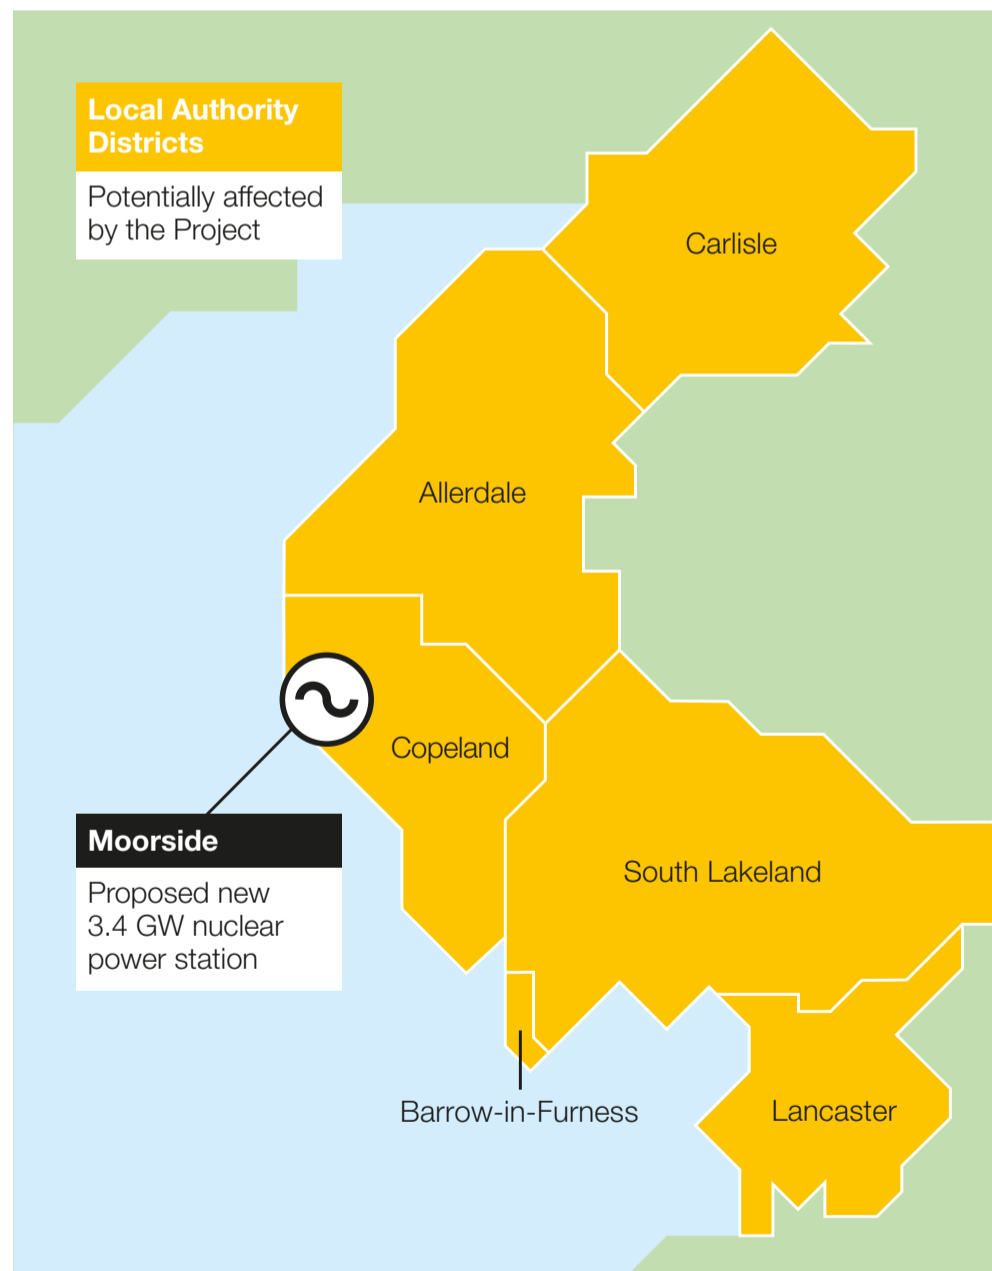 Local Authority
Districts
Potentially affected
by the Project
Carlisle
Allerdale
Copeland
Moorside
Proposed new
3.4 GW nuclear
power station
South Lakeland
Barrow-in-Furness
Lancaster